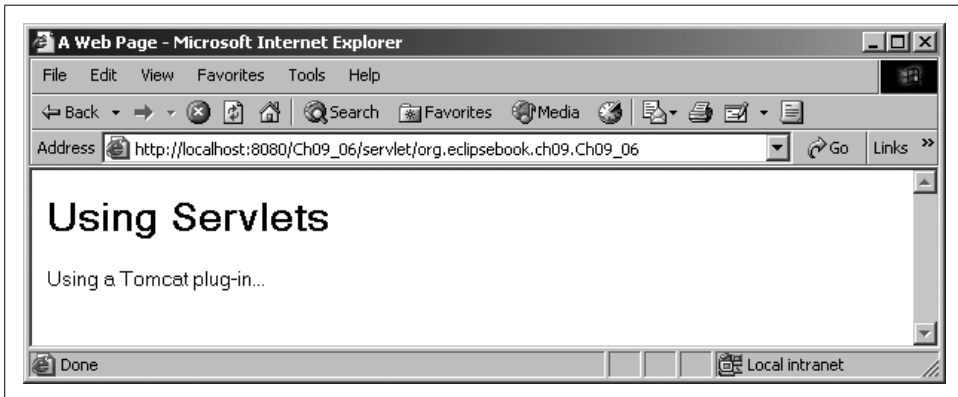 A Web Page - Microsoft Internet Explorer
File Edit View Favorites Tools Help
Back Search Favorites Media
Address http://localhost:8080/Ch09_06/servlet/org.eclipsebook.ch09.Ch09_06 Go Links »
Using Servlets
Using a Tomcat plug-in...
Done Local intranet